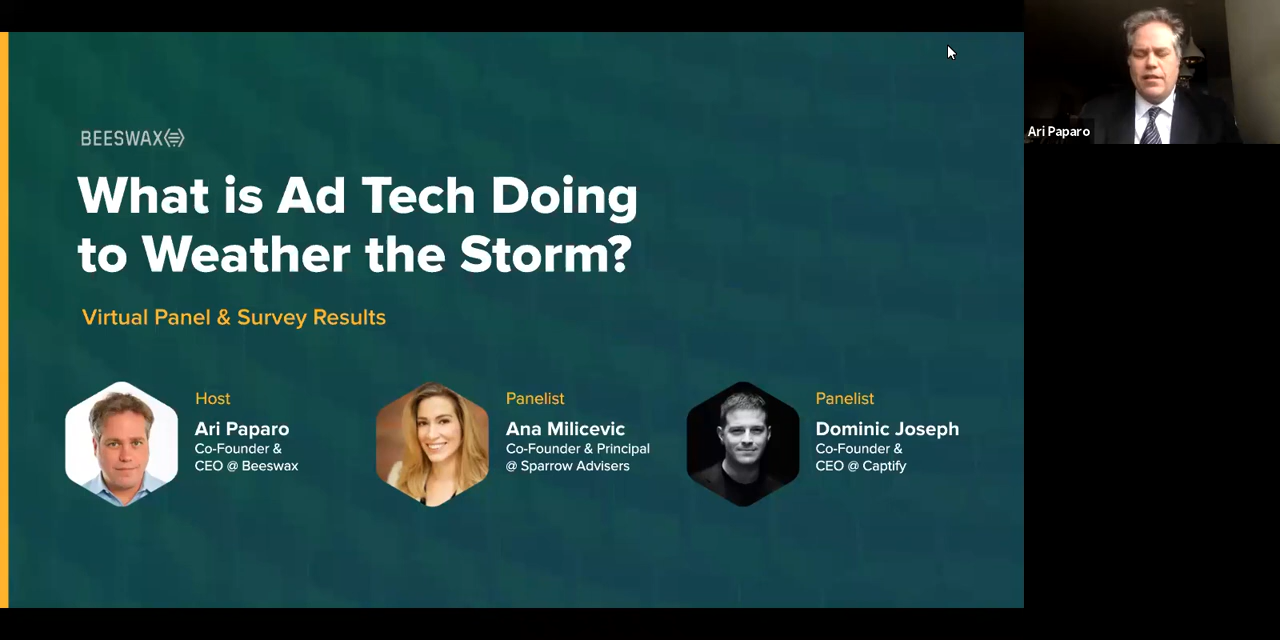 BEESWAX
What is Ad Tech Doing
to Weather the Storm?
Virtual Panel & Survey Results
Host
Ari Paparo
Co-Founder &
CEO @ Beeswax
Panelist
Ana Milicevic
Co-Founder & Principal
@ Sparrow Advisers
Panelist
Dominic Joseph
Co-Founder &
CEO @ Captify
Ari Paparo